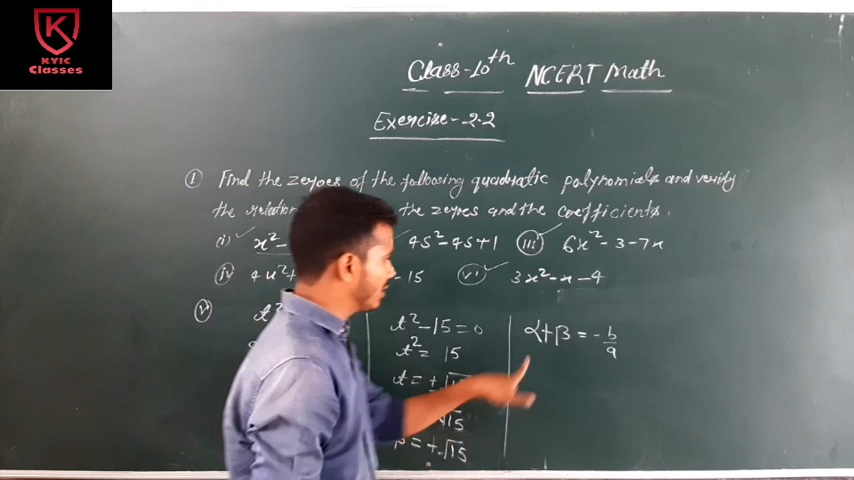 KYIC
Classes
Class-10th NCERT Math
Exercise-2.2
① Find the zeroes of the following quadratic polynomials and verify
the relation the zeroes and the coefficients.
(i) x²- 4s²-4s+1 (iii) 6x²-3-7x
(iv) 4u²+ -15 (vi) 3x²-x-4
(v) t²
t²-15=0
t²= 15
t= ±√15
√15
β = +√15
α+β = -b/a